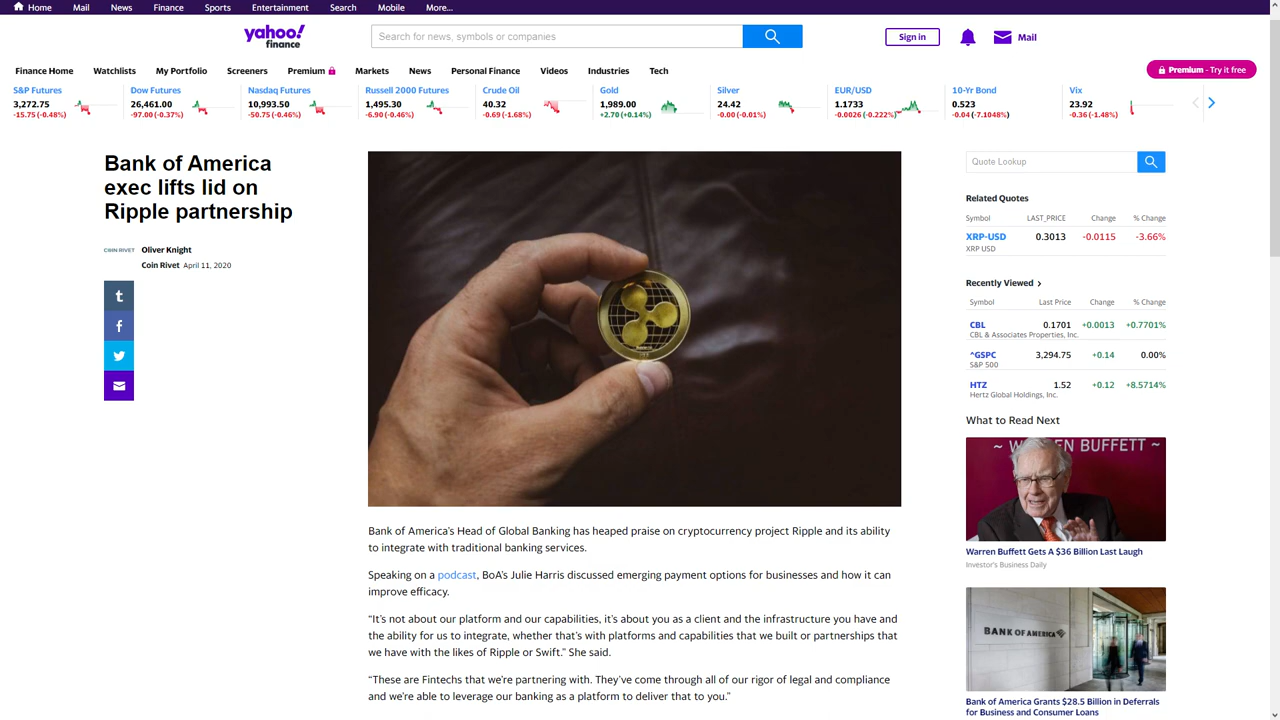 Home Mail News Finance Sports Entertainment Search Mobile More...
yahoo!
finance
Search for news, symbols or companies
Sign in
Mail
Finance Home Watchlists My Portfolio Screeners Premium Markets News Personal Finance Videos Industries Tech
Premium - Try it free
S&P Futures Dow Futures Nasdaq Futures Russell 2000 Futures Crude Oil Gold Silver EUR/USD 10-Yr Bond Vix
3,272.75 26,461.00 10,993.50 1,495.30 40.32 1,989.00 24.42 1.1733 0.523 23.92
-15.75 (-0.48%) -97.00 (-0.37%) -50.75 (-0.46%) -6.90 (-0.46%) -0.69 (-1.68%) +2.70 (+0.14%) -0.00 (-0.01%) -0.0026 (-0.222%) -0.04 (-7.1048%) -0.36 (-1.48%)
Bank of America
exec lifts lid on
Ripple partnership
COIN RIVET Oliver Knight
Coin Rivet April 11, 2020
Bank of America's Head of Global Banking has heaped praise on cryptocurrency project Ripple and its ability
to integrate with traditional banking services.
Speaking on a podcast, BoA's Julie Harris discussed emerging payment options for businesses and how it can
improve efficacy.
“It's not about our platform and our capabilities, it's about you as a client and the infrastructure you have and
the ability for us to integrate, whether that's with platforms and capabilities that we built or partnerships that
we have with the likes of Ripple or Swift.” She said.
“These are Fintechs that we're partnering with. They've come through all of our rigor of legal and compliance
and we're able to leverage our banking as a platform to deliver that to you.”
Quote Lookup
Related Quotes
Symbol LAST_PRICE Change % Change
XRP-USD 0.3013 -0.0115 -3.66%
XRP USD
Recently Viewed
Symbol Last Price Change % Change
CBL 0.1701 +0.0013 +0.7701%
CBL & Associates Properties, Inc.
^GSPC 3,294.75 +0.14 0.00%
S&P 500
HTZ 1.52 +0.12 +8.5714%
Hertz Global Holdings, Inc.
What to Read Next
~ W EN BUFFETT ~
Warren Buffett Gets A $36 Billion Last Laugh
Investor's Business Daily
BANK OF AMERICA
Bank of America Grants $28.5 Billion in Deferrals
for Business and Consumer Loans